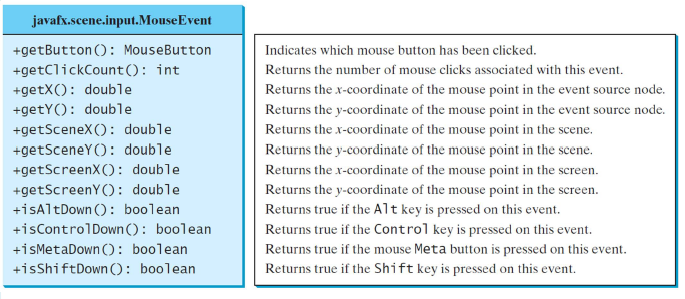 javafx.scene.input.MouseEvent
+getButton(): MouseButton Indicates which mouse button has been clicked.
+getClickCount(): int Returns the number of mouse clicks associated with this event.
+getX(): double Returns the x-coordinate of the mouse point in the event source node.
+getY(): double Returns the y-coordinate of the mouse point in the event source node.
+getSceneX(): double Returns the x-coordinate of the mouse point in the scene.
+getSceneY(): double Returns the y-coordinate of the mouse point in the scene.
+getScreenX(): double Returns the x-coordinate of the mouse point in the screen.
+getScreenY(): double Returns the y-coordinate of the mouse point in the screen.
+isAltDown(): boolean Returns true if the Alt key is pressed on this event.
+isControlDown(): boolean Returns true if the Control key is pressed on this event.
+isMetaDown(): boolean Returns true if the mouse Meta button is pressed on this event.
+isShiftDown(): boolean Returns true if the Shift key is pressed on this event.